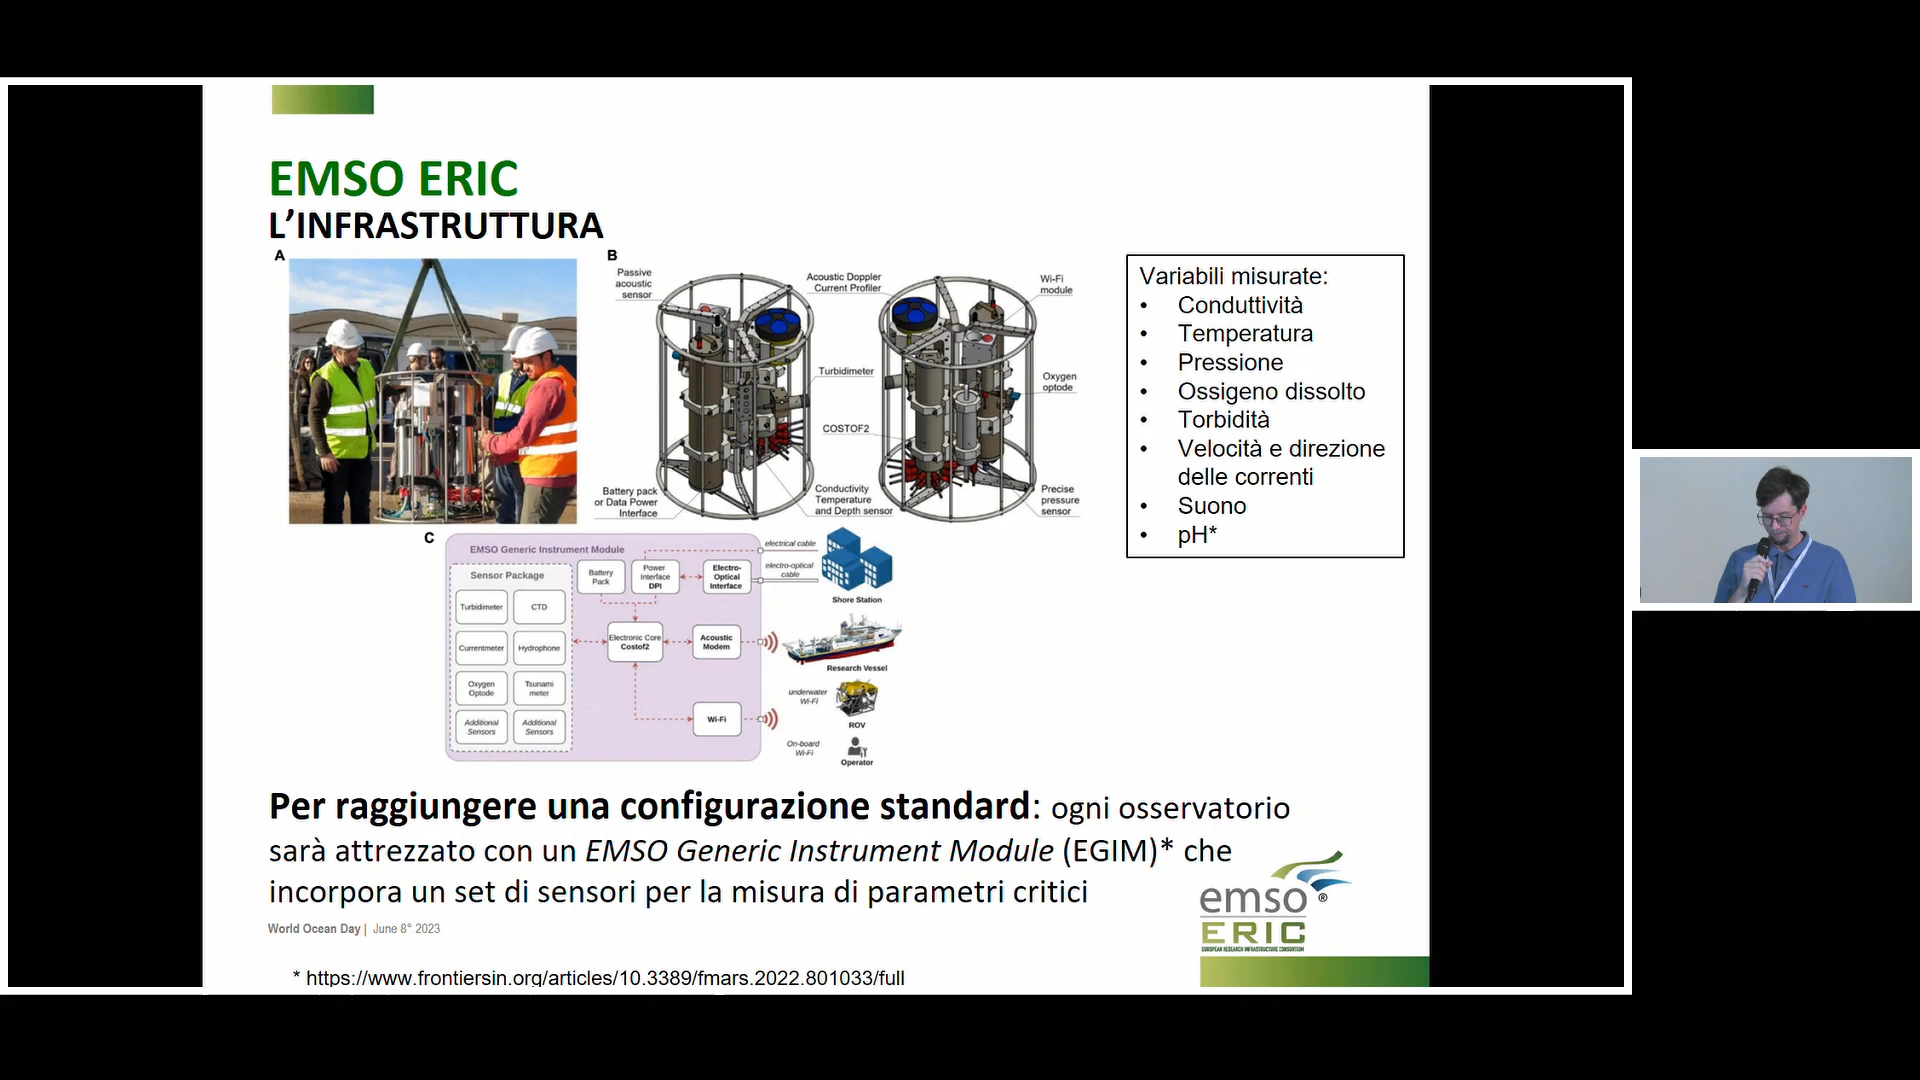 EMSO ERIC
L’INFRASTRUTTURA
A
B
Passive
acoustic
sensor
Acoustic Doppler
Current Profiler
Wi-Fi
module
Turbidimeter
Oxygen
optode
COSTOF2
Battery pack
or Data Power
Interface
Conductivity
Temperature
and Depth sensor
Precise
pressure
sensor
Variabili misurate:
• Conduttività
• Temperatura
• Pressione
• Ossigeno dissolto
• Torbidità
• Velocità e direzione
delle correnti
• Suono
• pH*
C
EMSO Generic Instrument Module
Sensor Package
Turbidimeter
CTD
Currentmeter
Hydrophone
Oxygen
Optode
Tsunami
meter
Additional
Sensors
Additional
Sensors
Battery
Pack
Power
Interface
DPI
Electro-
Optical
Interface
Electronic Core
Costof2
Acoustic
Modem
Wi-Fi
electrical cable
electro-optical
cable
Shore Station
Research Vessel
underwater
Wi-Fi
ROV
On-board
Wi-Fi
Operator
Per raggiungere una configurazione standard: ogni osservatorio
sarà attrezzato con un EMSO Generic Instrument Module (EGIM)* che
incorpora un set di sensori per la misura di parametri critici
World Ocean Day | June 8° 2023
emso ®
ERIC
EUROPEAN RESEARCH INFRASTRUCTURE CONSORTIUM
* https://www.frontiersin.org/articles/10.3389/fmars.2022.801033/full